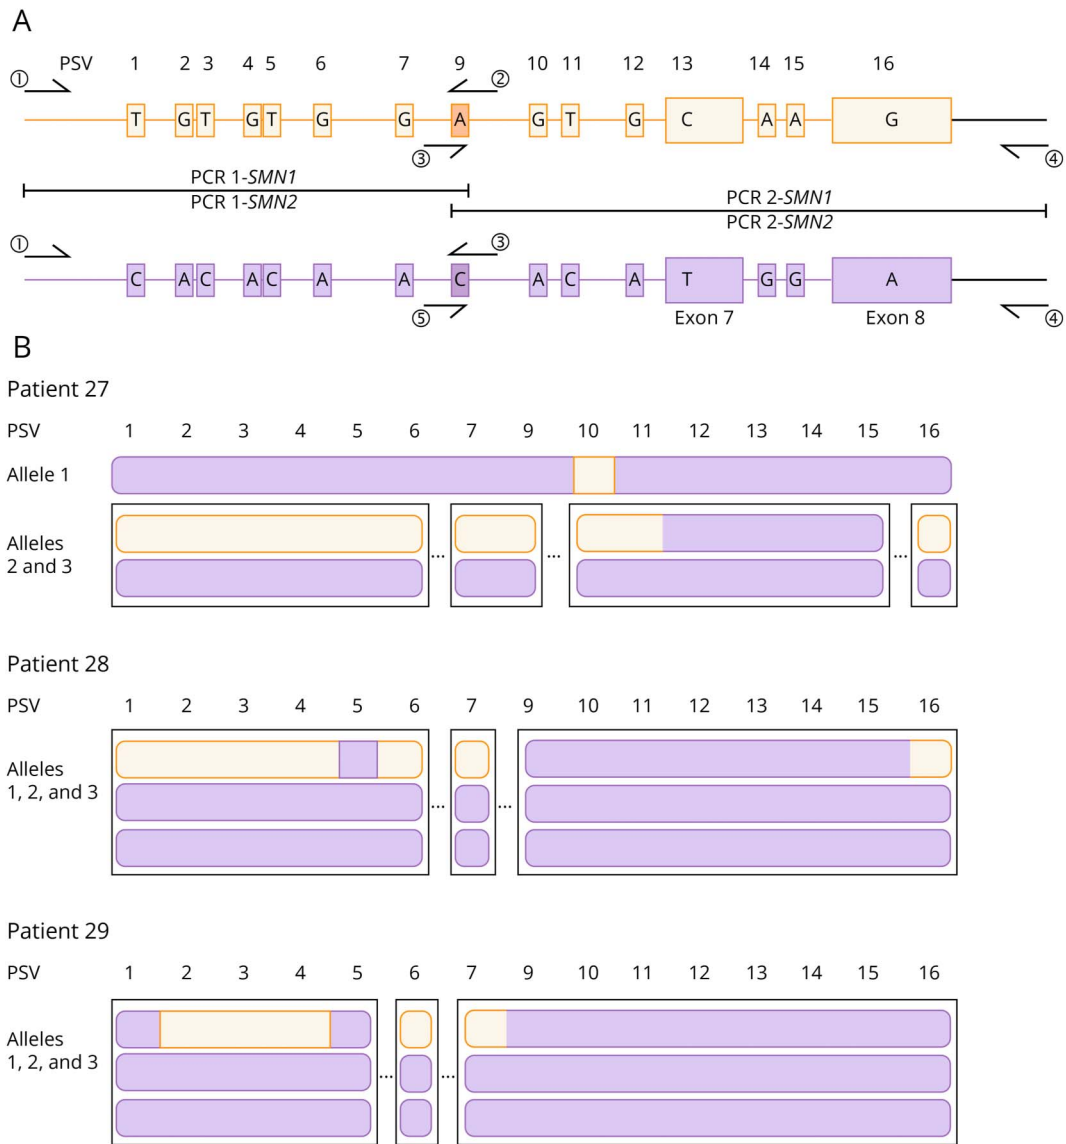 A
PSV 1 2 3 4 5 6 7 9 10 11 12 13 14 15 16
① ②
T G T G T G G A G T G C A A G
③ ④
PCR 1-SMN1
PCR 1-SMN2
PCR 2-SMN1
PCR 2-SMN2
① ③
C A C A C A A C A C A T G G A
⑤ ④
Exon 7 Exon 8
B
Patient 27
PSV 1 2 3 4 5 6 7 9 10 11 12 13 14 15 16
Allele 1
Alleles
2 and 3
... ... ...
Patient 28
PSV 1 2 3 4 5 6 7 9 10 11 12 13 14 15 16
Alleles
1, 2, and 3
... ...
Patient 29
PSV 1 2 3 4 5 6 7 9 10 11 12 13 14 15 16
Alleles
1, 2, and 3
... ...